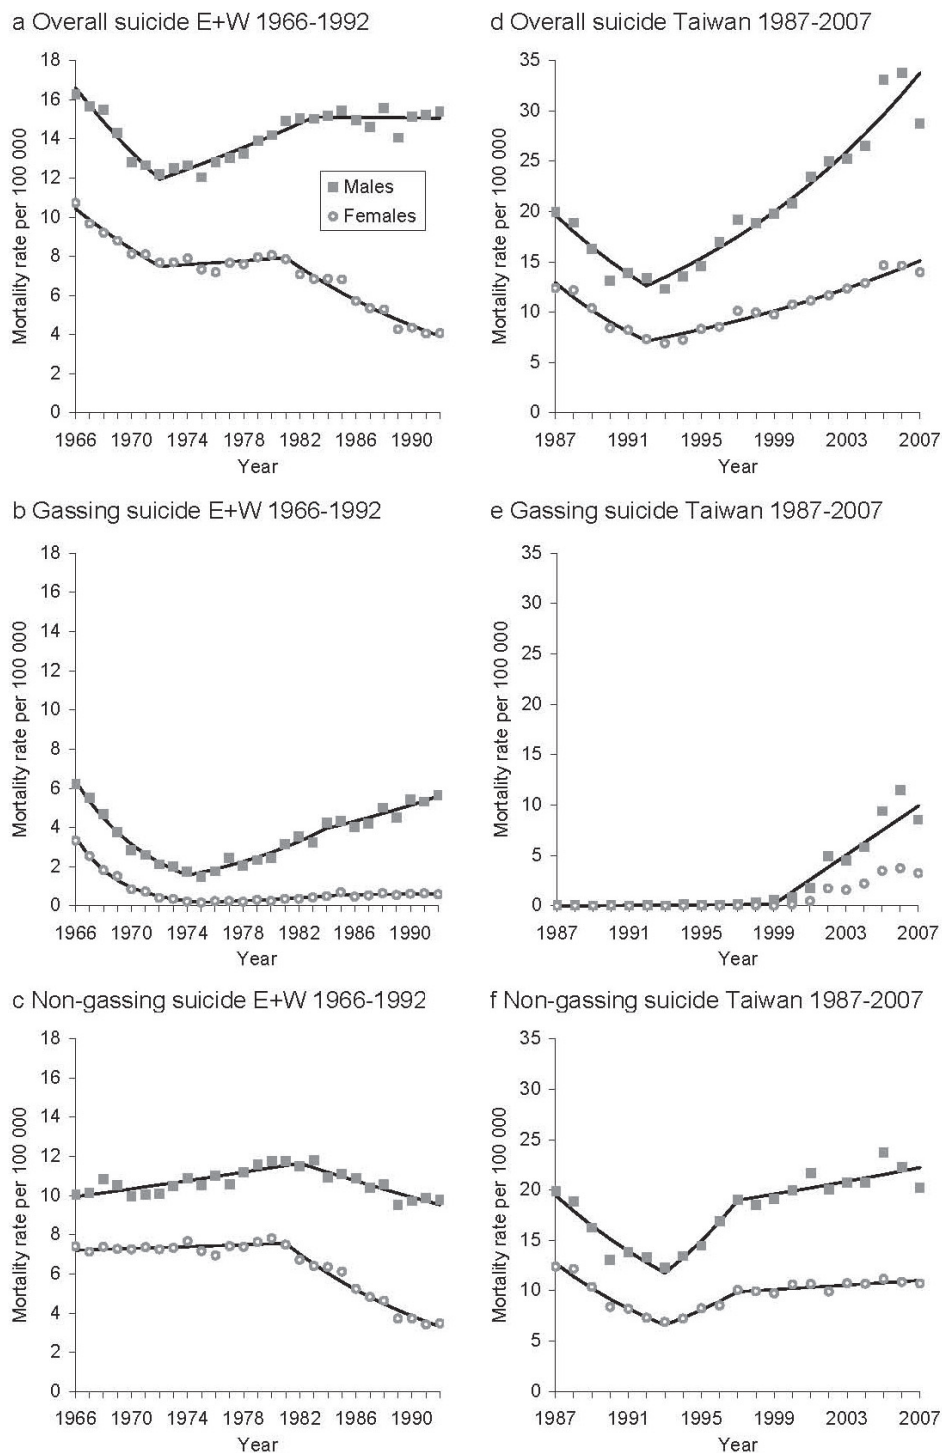 a Overall suicide E+W 1966-1992
Mortality rate per 100 000
18
16
14
12
10
8
6
4
2
0
Males
Females
1966 1970 1974 1978 1982 1986 1990
Year
d Overall suicide Taiwan 1987-2007
Mortality rate per 100 000
35
30
25
20
15
10
5
0
1987 1991 1995 1999 2003 2007
Year
b Gassing suicide E+W 1966-1992
Mortality rate per 100 000
18
16
14
12
10
8
6
4
2
0
1966 1970 1974 1978 1982 1986 1990
Year
e Gassing suicide Taiwan 1987-2007
Mortality rate per 100 000
35
30
25
20
15
10
5
0
1987 1991 1995 1999 2003 2007
Year
c Non-gassing suicide E+W 1966-1992
Mortality rate per 100 000
18
16
14
12
10
8
6
4
2
0
1966 1970 1974 1978 1982 1986 1990
Year
f Non-gassing suicide Taiwan 1987-2007
Mortality rate per 100 000
35
30
25
20
15
10
5
0
1987 1991 1995 1999 2003 2007
Year